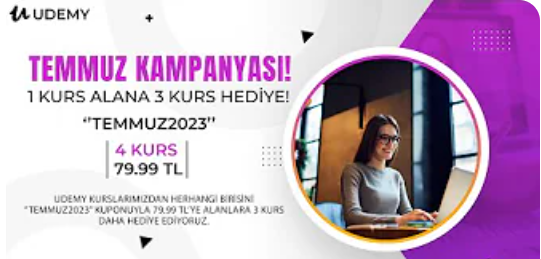 UDEMY
TEMMUZ KAMPANYASI!
1 KURS ALANA 3 KURS HEDİYE!
‘’TEMMUZ2023’’
4 KURS
79.99 TL
UDEMY KURSLARIMIZDAN HERHANGİ BİRİSİNİ
‘’TEMMUZ2023’’ KUPONUYLA 79.99 TL'YE ALANLARA 3 KURS
DAHA HEDİYE EDİYORUZ.